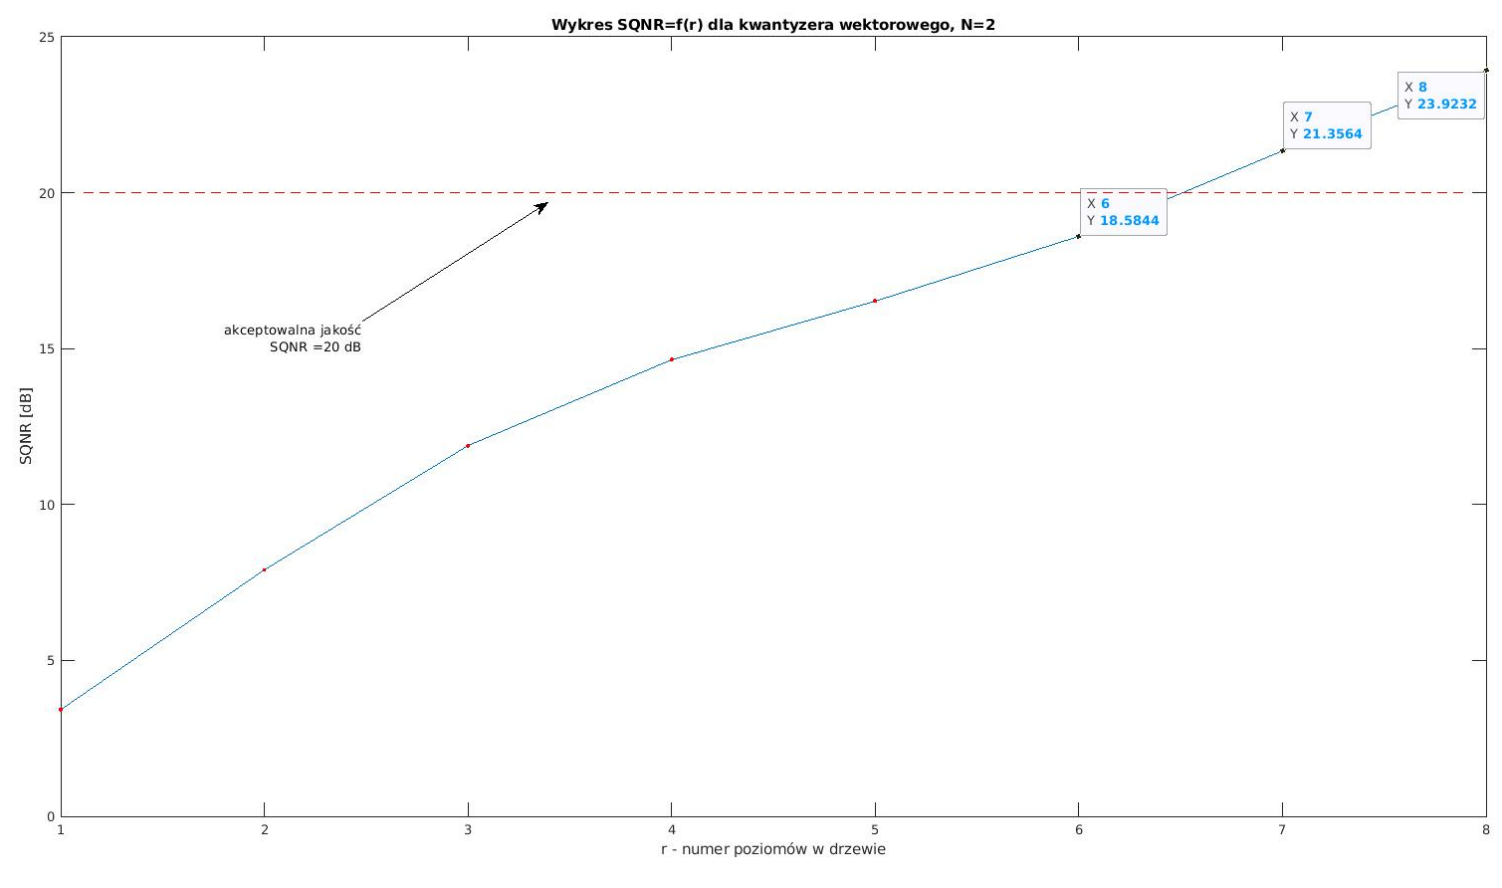 Wykres SQNR=f(r) dla kwantyzera wektorowego, N=2
25
20
15
10
5
0
SQNR [dB]
X 8
Y 23.9232
X 7
Y 21.3564
X 6
Y 18.5844
akceptowalna jakość
SQNR =20 dB
1 2 3 4 5 6 7 8
r - numer poziomów w drzewie